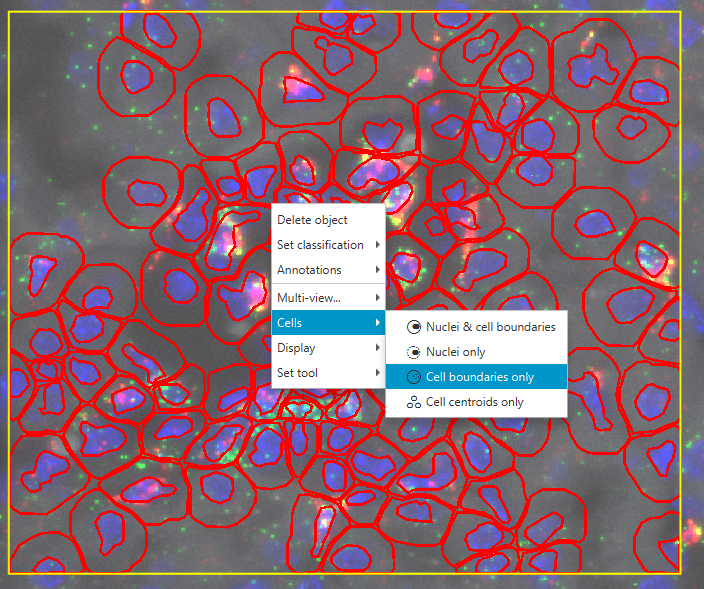 Delete object
Set classification
Annotations
Multi-view...
Cells
Display
Set tool
Nuclei & cell boundaries
Nuclei only
Cell boundaries only
Cell centroids only